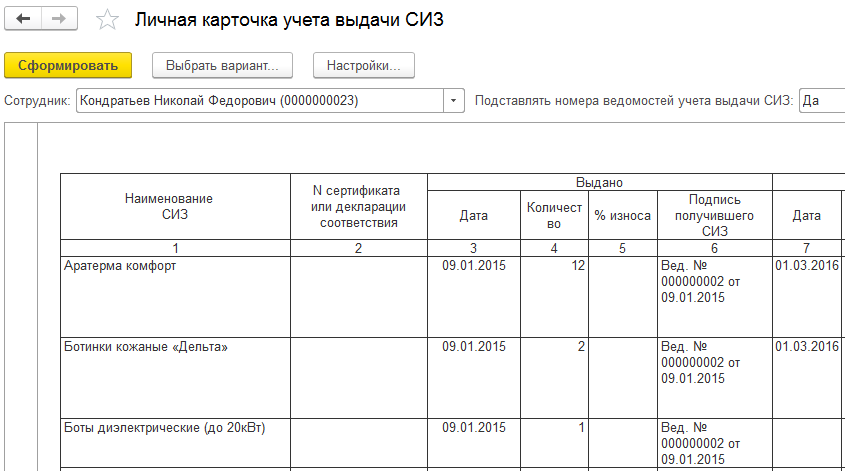 Личная карточка учета выдачи СИЗ
Сформировать
Выбрать вариант...
Настройки...
Сотрудник:
Кондратьев Николай Федорович (0000000023)
Подставлять номера ведомостей учета выдачи СИЗ:
Да
Наименование
СИЗ
N сертификата
или декларации
соответствия
Выдано
Дата
Количест
во
% износа
Подпись
получившего
СИЗ
Дата
1
2
3
4
5
6
7
Аратерма комфорт
09.01.2015
12
Вед. №
000000002 от
09.01.2015
01.03.2016
Ботинки кожаные «Дельта»
09.01.2015
2
Вед. №
000000002 от
09.01.2015
01.03.2016
Боты диэлектрические (до 20кВт)
09.01.2015
1
Вед. №
000000002 от
09.01.2015